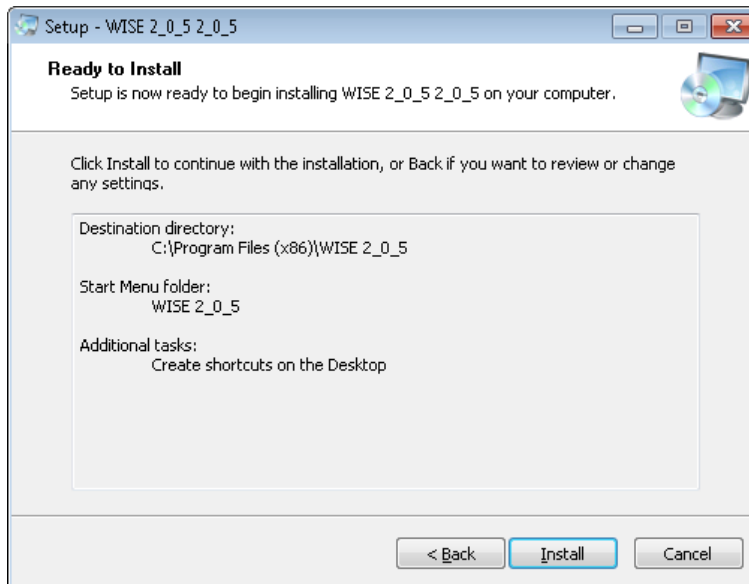 Setup - WISE 2_0_5 2_0_5
Ready to Install
Setup is now ready to begin installing WISE 2_0_5 2_0_5 on your computer.
Click Install to continue with the installation, or Back if you want to review or change
any settings.
Destination directory:
C:\Program Files (x86)\WISE 2_0_5
Start Menu folder:
WISE 2_0_5
Additional tasks:
Create shortcuts on the Desktop
< Back
Install
Cancel